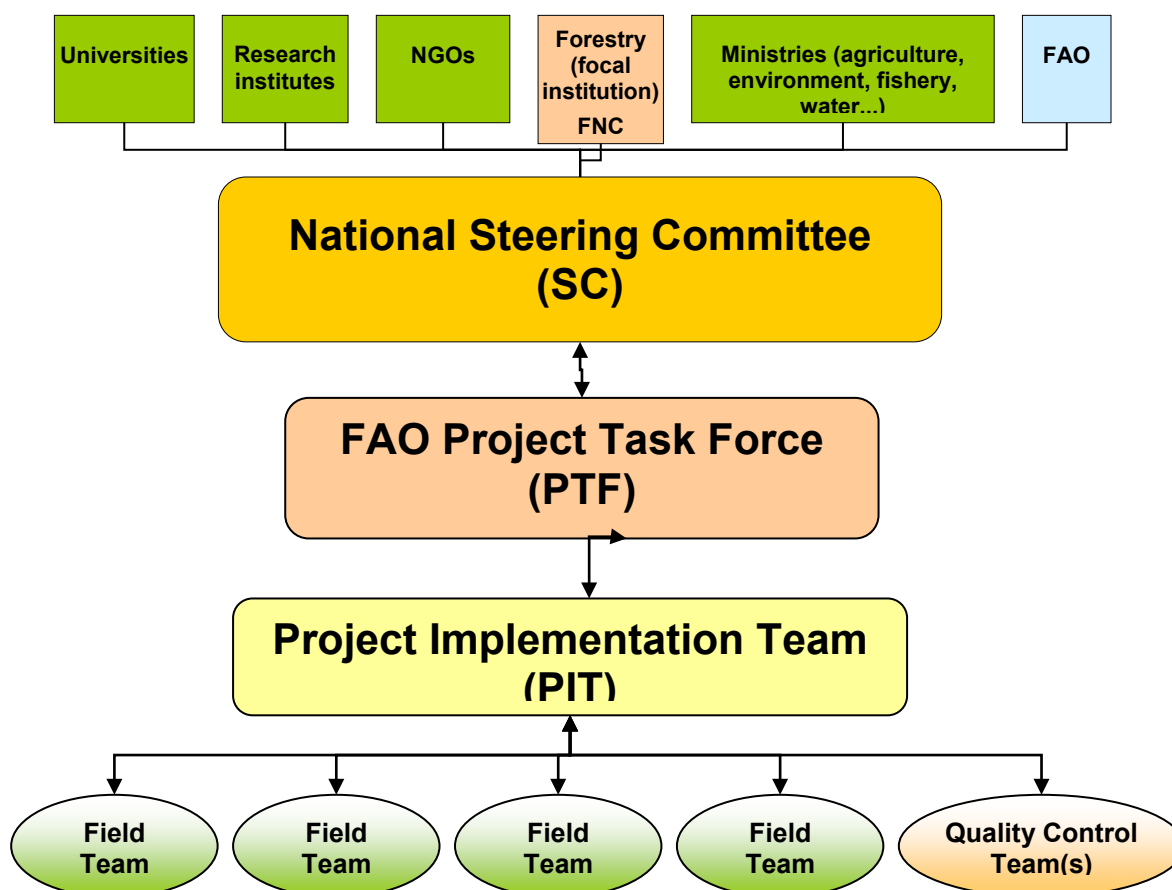 Universities
Research
institutes
NGOs
Forestry
(focal
institution)
FNC
Ministries (agriculture,
environment, fishery,
water...)
FAO
National Steering Committee
(SC)
FAO Project Task Force
(PTF)
Project Implementation Team
(PIT)
Field
Team
Field
Team
Field
Team
Field
Team
Quality Control
Team(s)